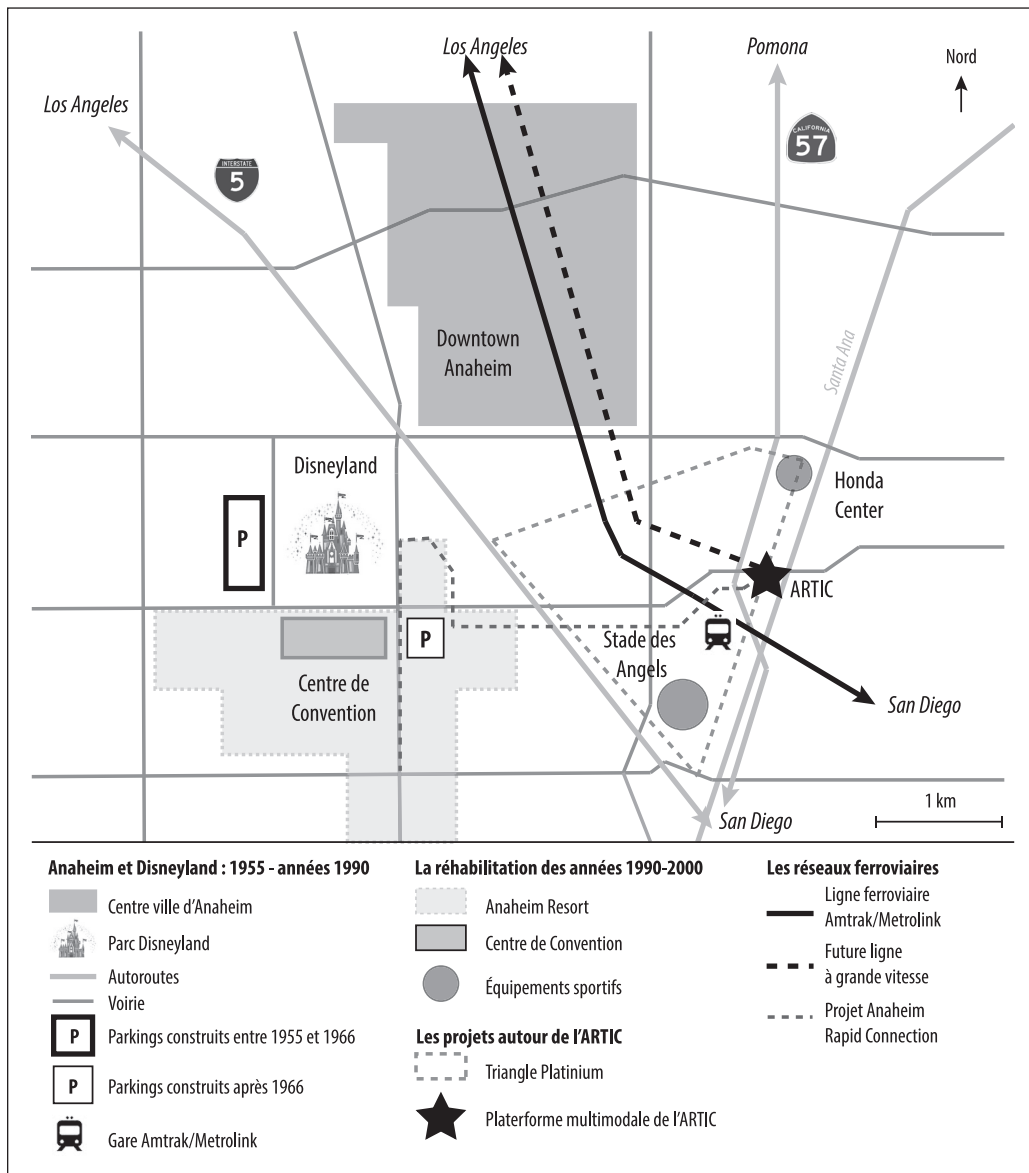 Los Angeles
Pomona
Nord
Los Angeles
INTERSTATE
5
CALIFORNIA
57
Downtown
Anaheim
Santa Ana
Disneyland
P
Honda
Center
ARTIC
P
Stade des
Angels
Centre de
Convention
San Diego
1 km
San Diego
Anaheim et Disneyland : 1955 - années 1990
Centre ville d'Anaheim
Parc Disneyland
Autoroutes
Voirie
P
Parkings construits entre 1955 et 1966
P
Parkings construits après 1966
Gare Amtrak/Metrolink
La réhabilitation des années 1990-2000
Anaheim Resort
Centre de Convention
Équipements sportifs
Les projets autour de l'ARTIC
Triangle Platinium
Platerforme multimodale de l'ARTIC
Les réseaux ferroviaires
Ligne ferroviaire
Amtrak/Metrolink
Future ligne
à grande vitesse
Projet Anaheim
Rapid Connection